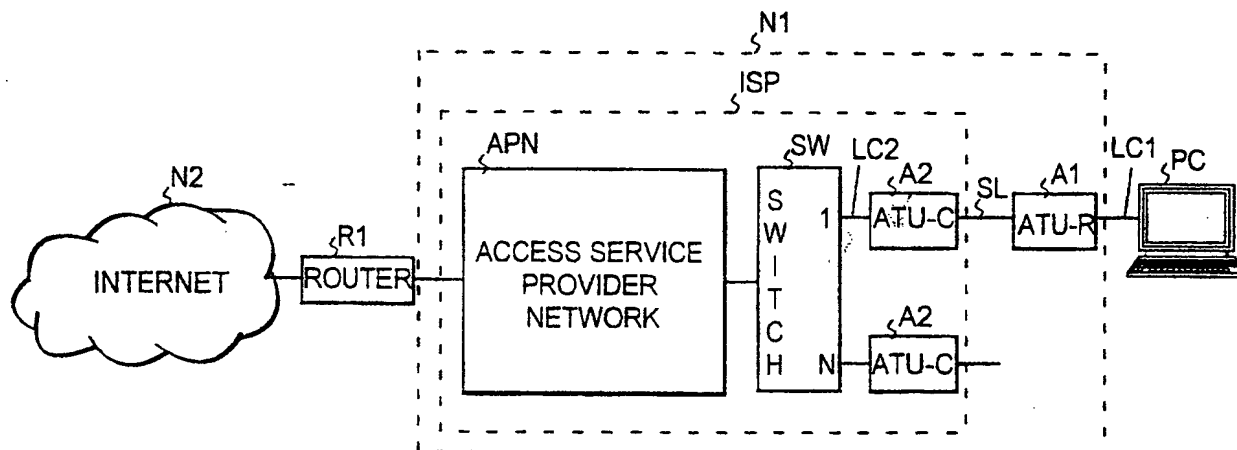 N1
ISP
APN
SW
LC2
A2
SL
A1
LC1
PC
N2
R1
INTERNET
ROUTER
ACCESS SERVICE
PROVIDER
NETWORK
SWITCH
1
N
ATU-C
ATU-R
A2
ATU-C